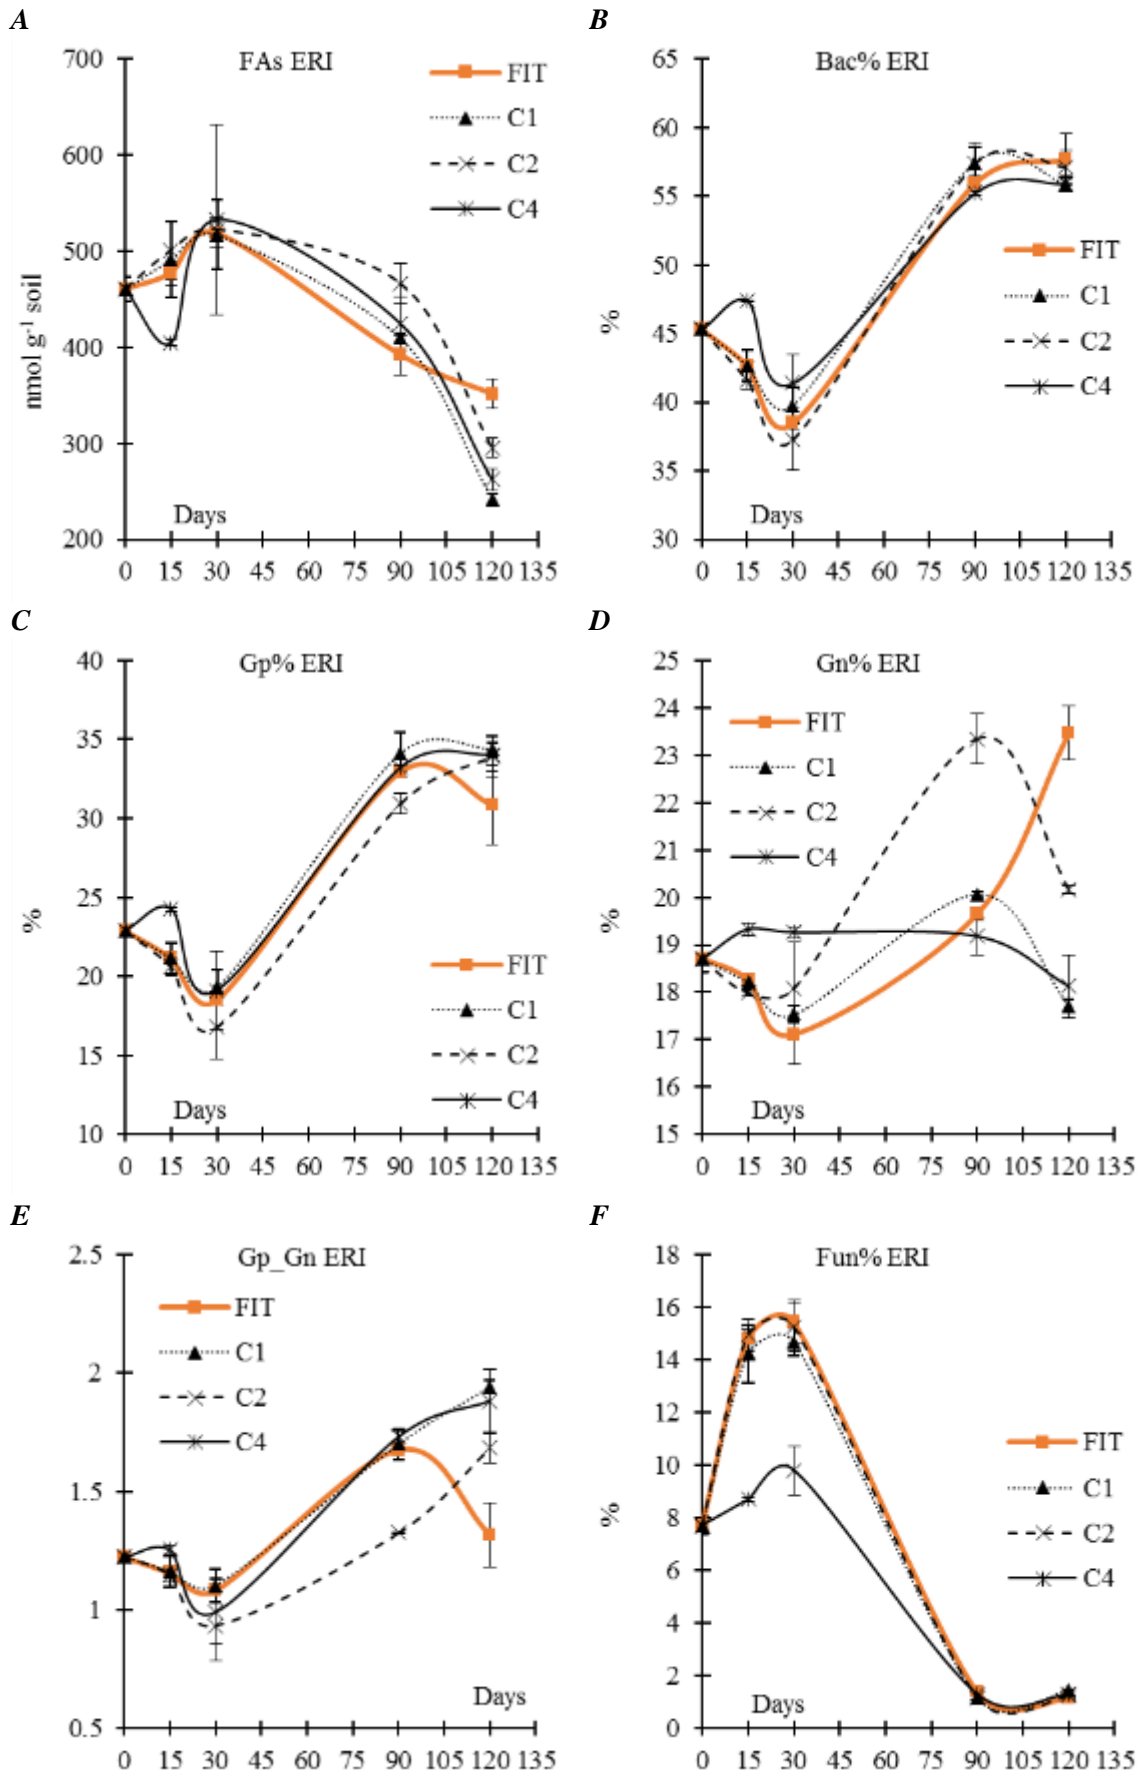 A
FAs ERI
700
600
500
400
300
200
nmol g-1 soil
Days
0 15 30 45 60 75 90 105 120 135
FIT
C1
C2
C4
B
Bac% ERI
65
60
55
50
45
40
35
30
%
Days
0 15 30 45 60 75 90 105 120 135
FIT
C1
C2
C4
C
Gp% ERI
40
35
30
25
20
15
10
%
Days
0 15 30 45 60 75 90 105 120 135
FIT
C1
C2
C4
D
Gn% ERI
25
24
23
22
21
20
19
18
17
16
15
%
Days
0 15 30 45 60 75 90 105 120 135
FIT
C1
C2
C4
E
Gp_Gn ERI
2.5
2
1.5
1
0.5
Days
0 15 30 45 60 75 90 105 120 135
FIT
C1
C2
C4
F
Fun% ERI
18
16
14
12
10
8
6
4
2
0
%
Days
0 15 30 45 60 75 90 105 120 135
FIT
C1
C2
C4